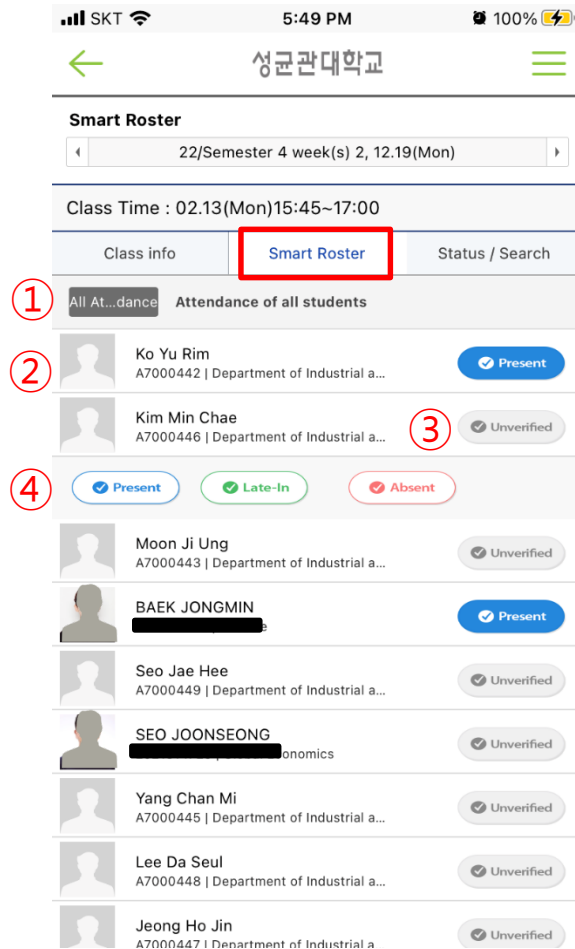 SKT 5:49 PM 100%
성균관대학교
Smart Roster
22/Semester 4 week(s) 2, 12.19(Mon)
Class Time : 02.13(Mon)15:45~17:00
Class info Smart Roster Status / Search
① All At...dance Attendance of all students
Ko Yu Rim
② A7000442 | Department of Industrial a... Present
Kim Min Chae
A7000446 | Department of Industrial a... ③ Unverified
④ Present Late-In Absent
Moon Ji Ung
A7000443 | Department of Industrial a... Unverified
BAEK JONGMIN
Present
Seo Jae Hee
A7000449 | Department of Industrial a... Unverified
SEO JOONSEONG
onomics Unverified
Yang Chan Mi
A7000445 | Department of Industrial a... Unverified
Lee Da Seul
A7000448 | Department of Industrial a... Unverified
Jeong Ho Jin
A7000447 | Department of Industrial a... Unverified